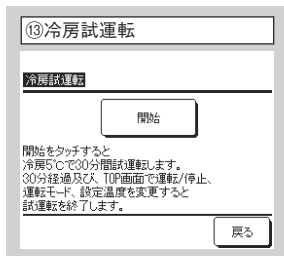 ⑬冷房試運転
冷房試運転
開始
開始をタッチすると
冷房5℃で30分間試運転します。
30分経過及び、TOP画面で運転/停止、
運転モード、設定温度を変更すると
試運転を終了します。
戻る